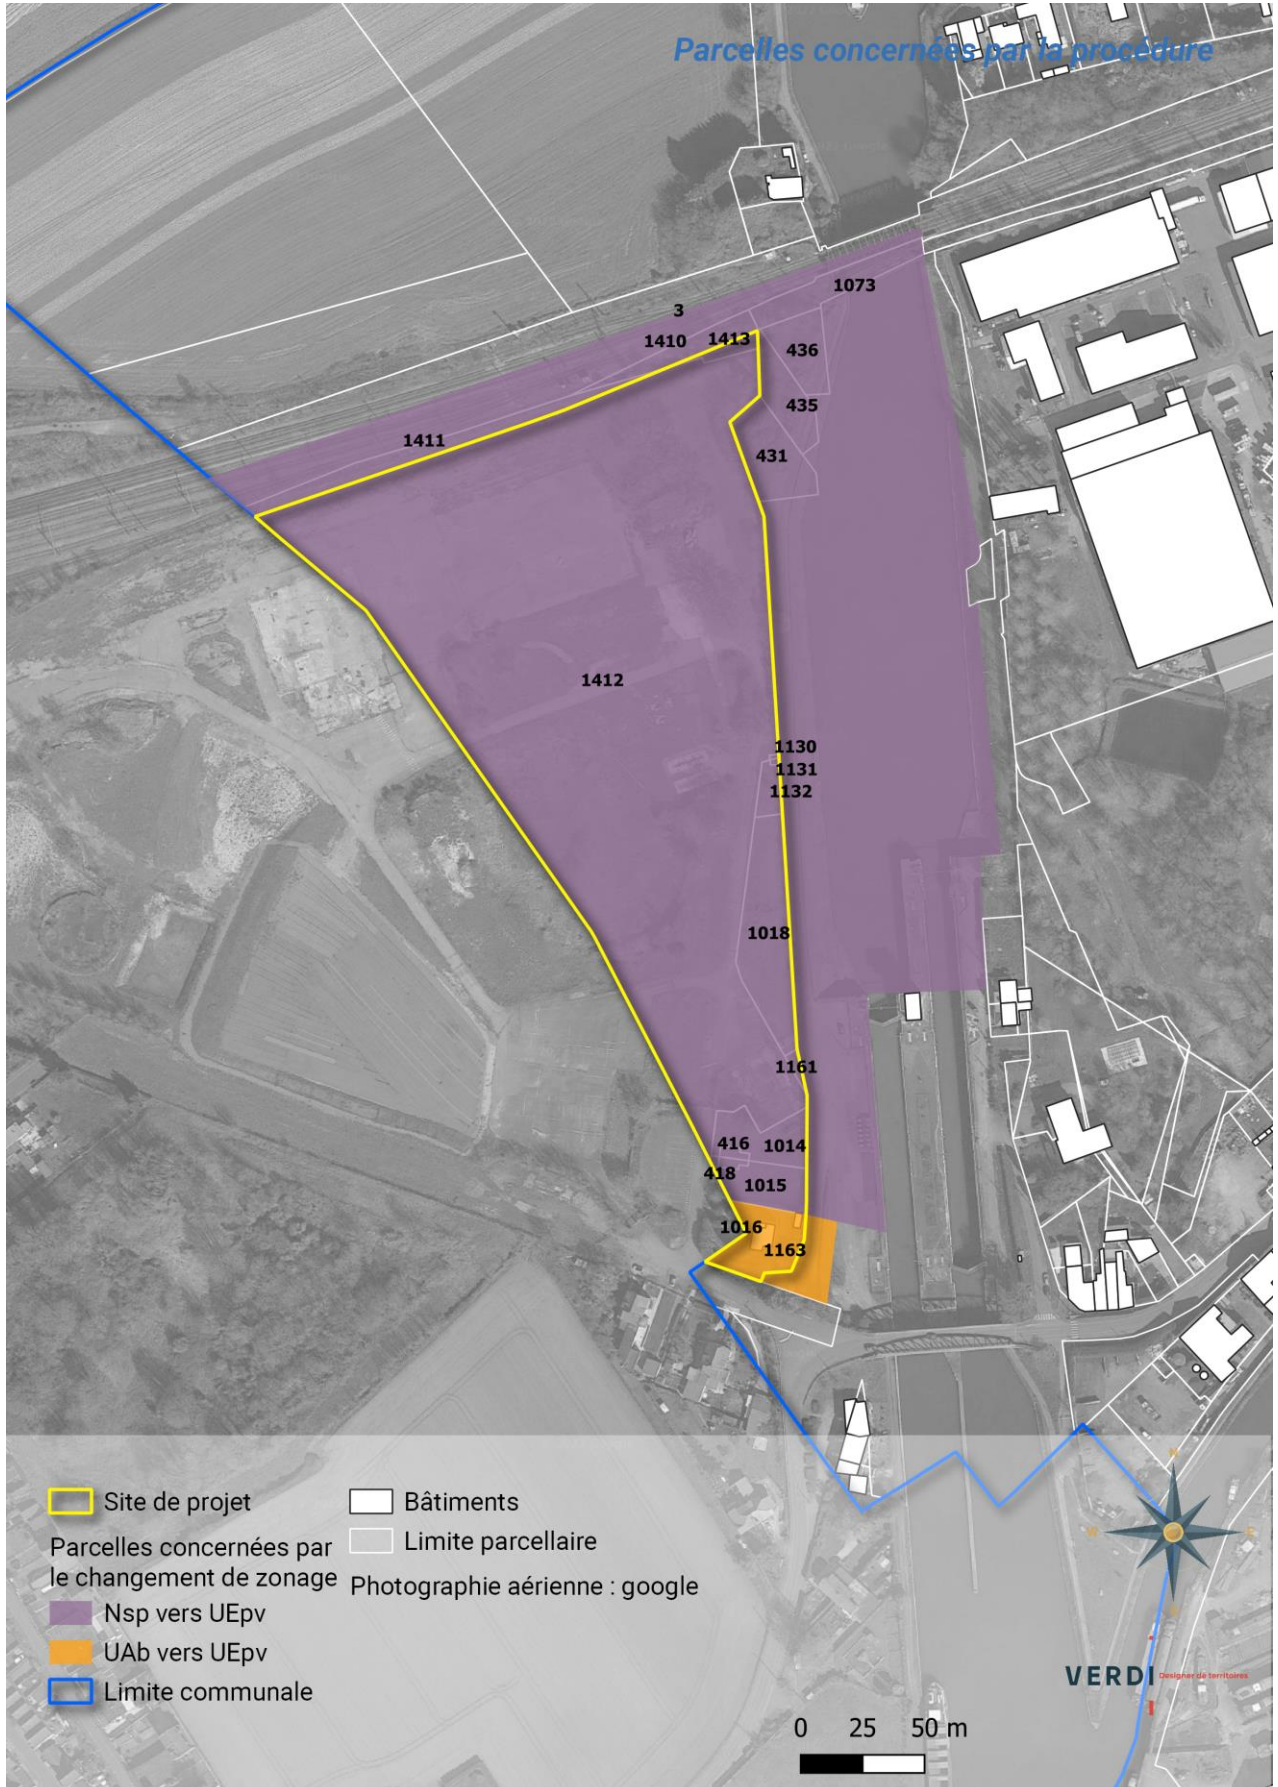 Parcelles concernées par la procédure
1073
3
1410
1413
436
435
1411
431
1412
1130
1131
1132
1018
1161
416
1014
418
1015
1016
1163
Site de projet
Parcelles concernées par
le changement de zonage
Nsp vers UEpv
UAb vers UEpv
Limite communale
Bâtiments
Limite parcellaire
Photographie aérienne : google
N
W
E
S
VERDI Designer de territoires
0 25 50 m